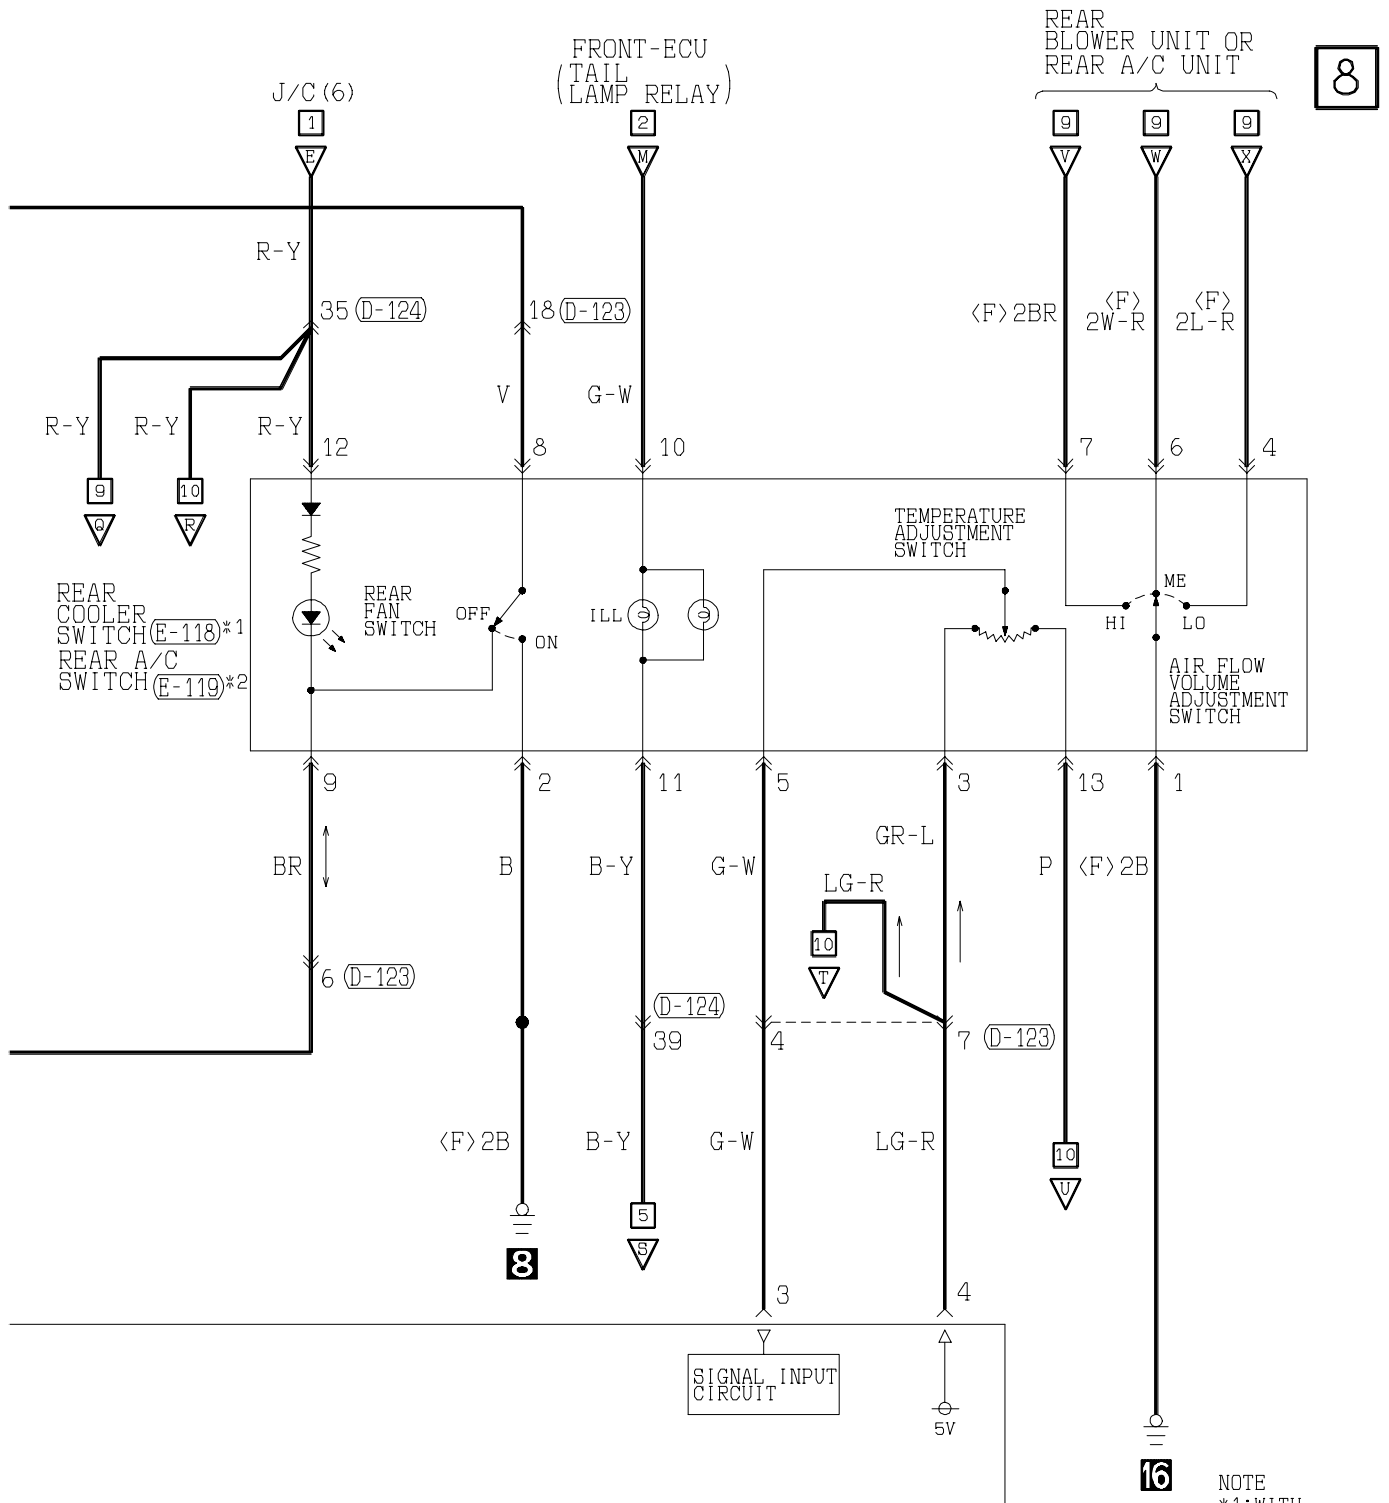 REAR
BLOWER UNIT OR
REAR A/C UNIT
8
FRONT-ECU
(TAIL
LAMP RELAY)
J/C(6)
1
2
9
9
9
E
M
V
W
X
R-Y
35 (D-124)
18 (D-123)
<F>2BR
<F>
2W-R
<F>
2L-R
V
G-W
R-Y
R-Y
R-Y
12
8
10
7
6
4
9
10
Q
R
TEMPERATURE
ADJUSTMENT
SWITCH
REAR
COOLER
SWITCH(E-118)*1
REAR A/C
SWITCH(E-119)*2
REAR
FAN
SWITCH
OFF
ON
ILL
ME
HI
LO
AIR FLOW
VOLUME
ADJUSTMENT
SWITCH
9
2
11
5
3
13
1
GR-L
BR
B
B-Y
G-W
P
<F>2B
LG-R
10
T
6 (D-123)
(D-124)
39
4
7 (D-123)
<F>2B
B-Y
G-W
LG-R
10
U
5
S
8
3
4
SIGNAL INPUT
CIRCUIT
5V
16
NOTE
*1:WITH